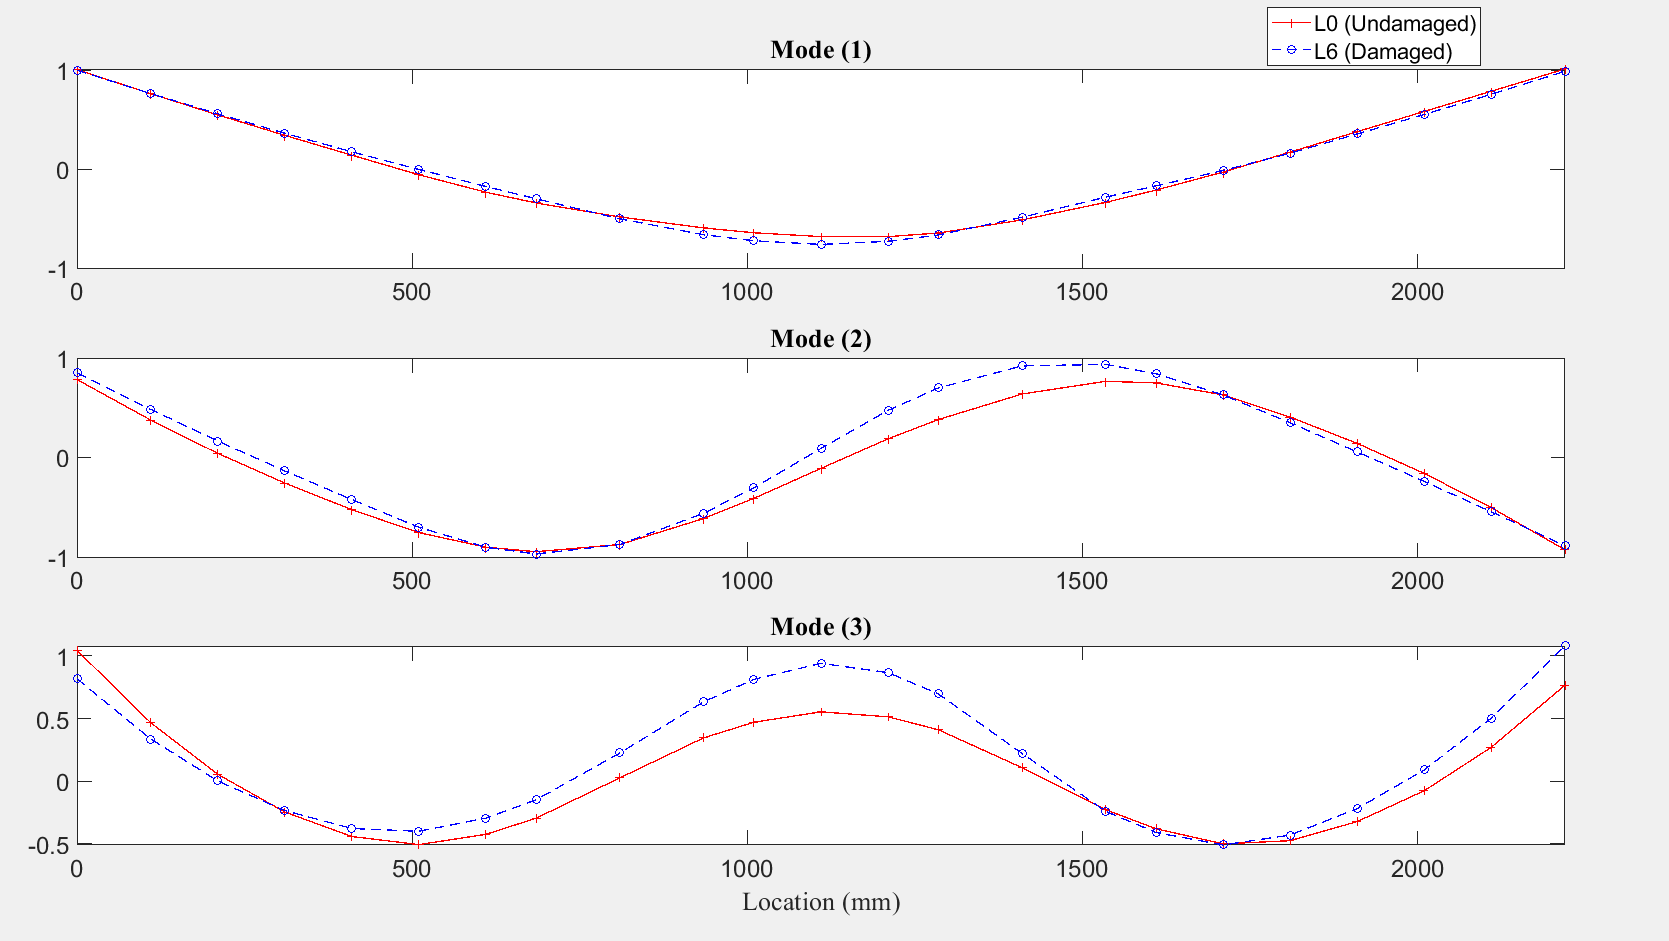 L0 (Undamaged)
L6 (Damaged)
Mode (1)
1
0
-1
0 500 1000 1500 2000
Mode (2)
1
0
-1
0 500 1000 1500 2000
Mode (3)
1
0.5
0
-0.5
0 500 1000 1500 2000
Location (mm)